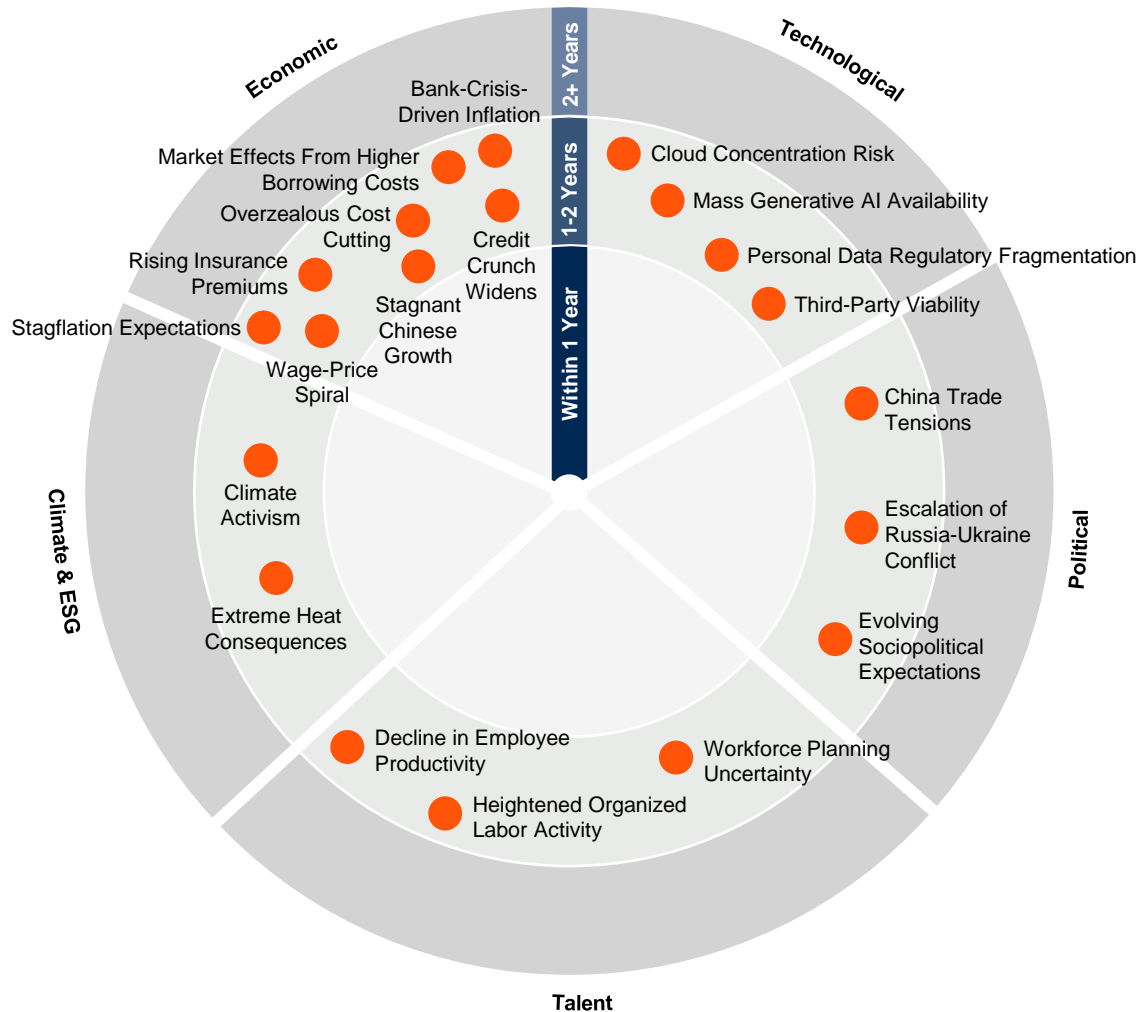 Economic
Technological
2+ Years
1-2 Years
Within 1 Year
Bank-Crisis-
Driven Inflation
Market Effects From Higher
Borrowing Costs
Overzealous Cost
Cutting
Credit
Crunch
Widens
Rising Insurance
Premiums
Stagnant
Chinese
Growth
Stagflation Expectations
Wage-Price
Spiral
Cloud Concentration Risk
Mass Generative AI Availability
Personal Data Regulatory Fragmentation
Third-Party Viability
China Trade
Tensions
Escalation of
Russia-Ukraine
Conflict
Evolving
Sociopolitical
Expectations
Political
Climate & ESG
Climate
Activism
Extreme Heat
Consequences
Decline in Employee
Productivity
Heightened Organized
Labor Activity
Workforce Planning
Uncertainty
Talent